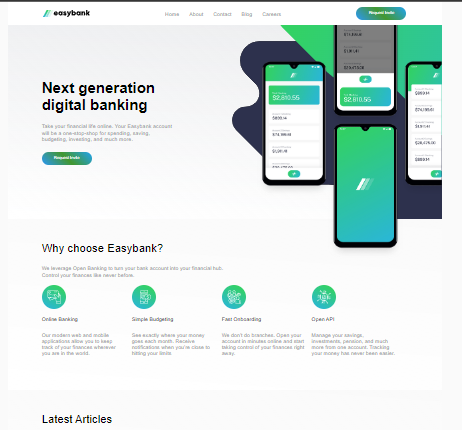 easybank
Home About Contact Blog Careers
Request Invite
Next generation
digital banking
Take your financial life online. Your Easybank account
will be a one-stop-shop for spending, saving,
budgeting, investing, and much more.
Request Invite
Why choose Easybank?
We leverage Open Banking to turn your bank account into your financial hub.
Control your finances like never before.
Online Banking
Our modern web and mobile
applications allow you to keep
track of your finances wherever
you are in the world.
Simple Budgeting
See exactly where your money
goes each month. Receive
notifications when you're close to
hitting your limits
Fast Onboarding
We don't do branches. Open your
account in minutes online and start
taking control of your finances right
away.
Open API
Manage your savings,
investments, pension, and much
more from one account. Tracking
your money has never been easier.
Latest Articles